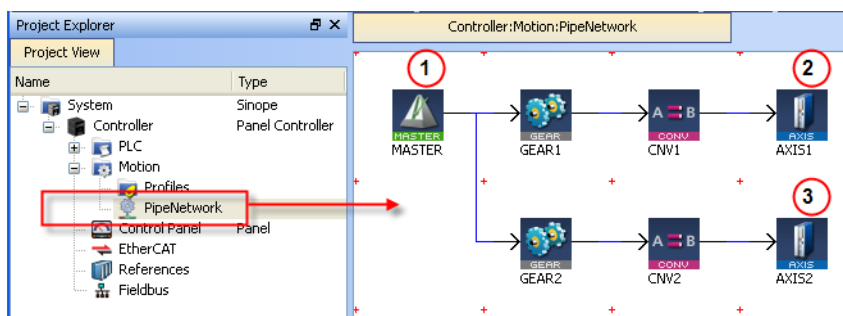 Project Explorer
Project View
Name Type
System Sinope
Controller Panel Controller
PLC
Motion
Profiles
PipeNetwork
Control Panel Panel
EtherCAT
References
Fieldbus
Controller:Motion:PipeNetwork
1 2
MASTER GEAR A = B CONV AXIS
MASTER GEAR1 CNV1 AXIS1
3
GEAR A = B CONV AXIS
GEAR2 CNV2 AXIS2